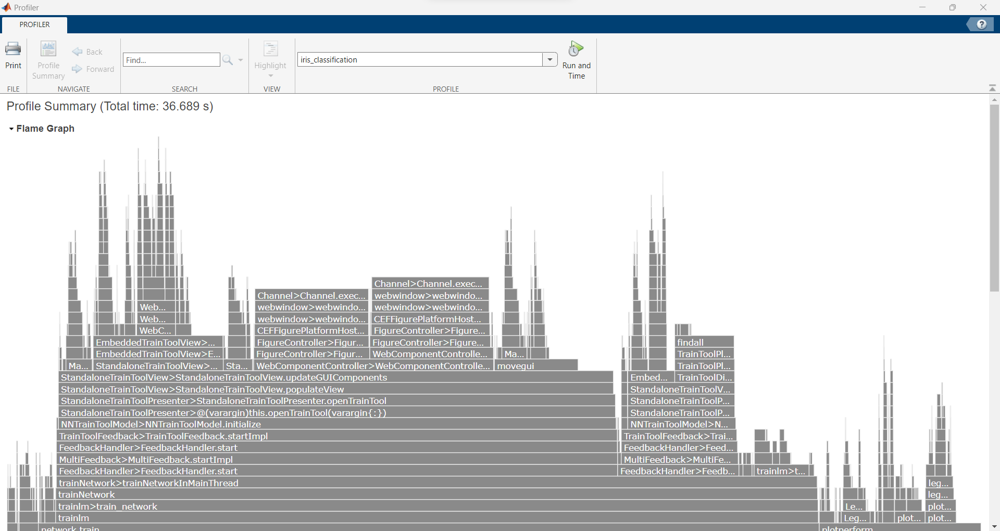 Profiler
PROFILER
Print
Profile Summary
Back
Forward
Find...
Highlight
iris_classification
Run and Time
FILE
NAVIGATE
SEARCH
VIEW
PROFILE
Profile Summary (Total time: 36.689 s)
Flame Graph
Channel>Channel.exec...
Channel>Channel.exec... webwindow>webwindo...
Web... webwindow>webwindo... webwindow>webwindo...
Web... webwindow>webwindo... CEFFigurePlatformHost...
WebC... CEFFigurePlatformHost... FigureController>Figure...
EmbeddedTrainToolView>... FigureController>Figur... FigureController>Figure... findall
EmbeddedTrainToolView>E... FigureController>Figur... WebComponentControlle... Ma... TrainToolPl...
Ma... StandaloneTrainToolView>... Sta... WebComponentController>WebComponentControlle... movegui TrainToolPl...
StandaloneTrainToolView>StandaloneTrainToolView.updateGUIComponents Embed... TrainToolDi...
StandaloneTrainToolView>StandaloneTrainToolView.populateView StandaloneTrainToolV...
StandaloneTrainToolPresenter>StandaloneTrainToolPresenter.openTrainTool StandaloneTrainToolP...
StandaloneTrainToolPresenter>@(varargin)this.openTrainTool(varargin{:}) StandaloneTrainToolP...
NNTrainToolModel>NNTrainToolModel.initialize NNTrainToolModel>N...
TrainToolFeedback>TrainToolFeedback.startImpl TrainToolFeedback>Trai...
FeedbackHandler>FeedbackHandler.start FeedbackHandler>Feed...
MultiFeedback>MultiFeedback.startImpl MultiFeedback>MultiFe...
FeedbackHandler>FeedbackHandler.start FeedbackHandler>Feedb... trainlm>t...
trainNetwork>trainNetworkInMainThread leg...
trainNetwork leg...
trainlm>train_network Le... plot...
trainlm Leg... plot... plot...
network.train plotperform